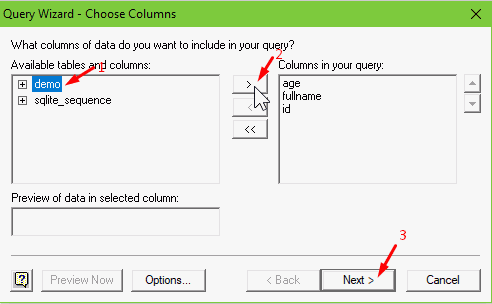 Query Wizard - Choose Columns
What columns of data do you want to include in your query?
Available tables and columns:
1
2
Columns in your query:
demo
sqlite_sequence
>
<
<<
age
fullname
id
Preview of data in selected column:
3
?
Preview Now
Options...
< Back
Next >
Cancel